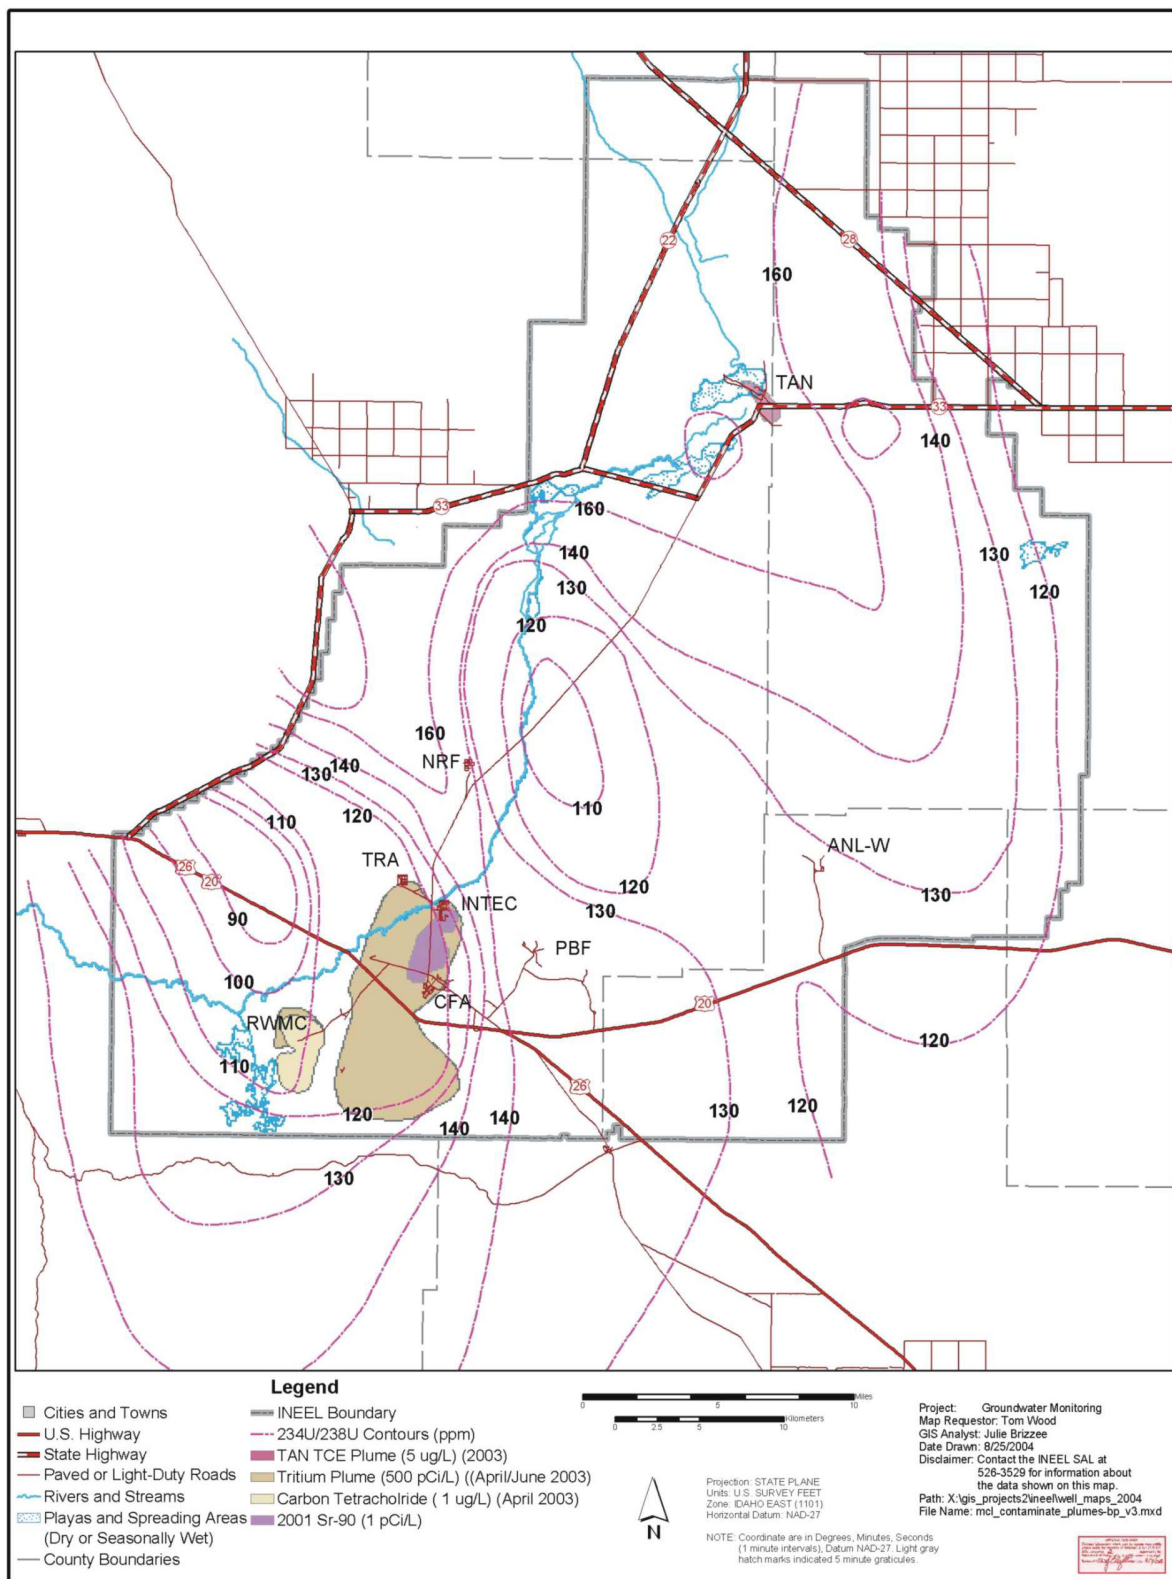 22
28
160
TAN
33
140
33
160
140
130
130
120
120
160
NRF
140
130
120
110
110
TRA
ANL-W
26
20
INTEC
120
130
90
130
PBF
100
CFA
20
120
RWMC
110
26
120
120
130
140
140
130
Legend
Cities and Towns
U.S. Highway
State Highway
Paved or Light-Duty Roads
Rivers and Streams
Playas and Spreading Areas
(Dry or Seasonally Wet)
County Boundaries
INEEL Boundary
234U/238U Contours (ppm)
TAN TCE Plume (5 ug/L) (2003)
Tritium Plume (500 pCi/L) ((April/June 2003)
Carbon Tetracholride ( 1 ug/L) (April 2003)
2001 Sr-90 (1 pCi/L)
Miles
0 5 10
Kilometers
0 2.5 5 10
N
Projection: STATE PLANE
Units: U.S. SURVEY FEET
Zone: IDAHO EAST (1101)
Horizontal Datum: NAD-27
NOTE: Coordinate are in Degrees, Minutes, Seconds
(1 minute intervals), Datum NAD-27. Light gray
hatch marks indicated 5 minute graticules.
Project: Groundwater Monitoring
Map Requestor: Tom Wood
GIS Analyst: Julie Brizzee
Date Drawn: 8/25/2004
Disclaimer: Contact the INEEL SAL at
526-3529 for information about
the data shown on this map.
Path: X:\gis_projects2\ineel\well_maps_2004
File Name: mcl_contaminate_plumes-bp_v3.mxd